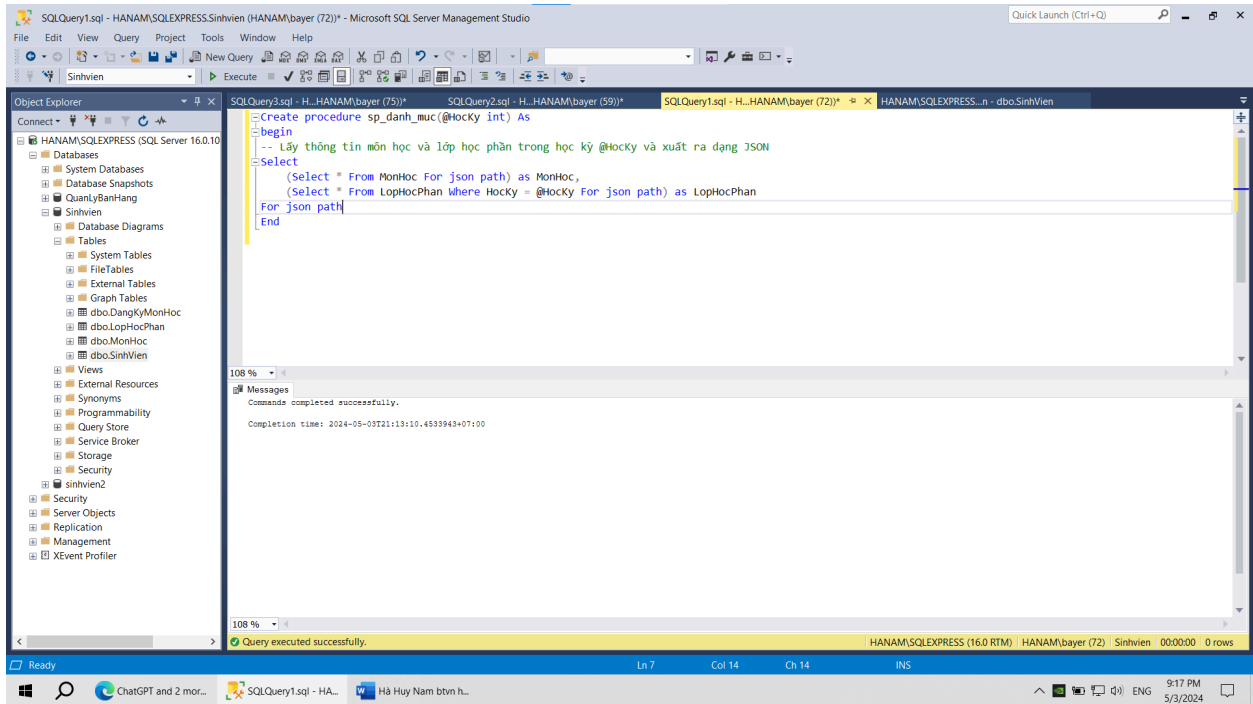 SQLQuery1.sql - HANAM\SQLEXPRESS.Sinhvien (HANAM\bayer (72))* - Microsoft SQL Server Management Studio
Quick Launch (Ctrl+Q)
File Edit View Query Project Tools Window Help
New Query
Sinhvien
Execute
Object Explorer
SQLQuery3.sql - H...HANAM\bayer (75))*
SQLQuery2.sql - H...HANAM\bayer (59))*
SQLQuery1.sql - H...HANAM\bayer (72))*
HANAM\SQLEXPRESS...n - dbo.SinhVien
Connect
HANAM\SQLEXPRESS (SQL Server 16.0.10
Databases
System Databases
Database Snapshots
QuanLyBanHang
Sinhvien
Database Diagrams
Tables
System Tables
FileTables
External Tables
Graph Tables
dbo.DangKyMonHoc
dbo.LopHocPhan
dbo.MonHoc
dbo.SinhVien
Views
External Resources
Synonyms
Programmability
Query Store
Service Broker
Storage
Security
sinhvien2
Security
Server Objects
Replication
Management
XEvent Profiler
Create procedure sp_danh_muc(@HocKy int) As
begin
-- Lấy thông tin môn học và lớp học phần trong học kỳ @HocKy và xuất ra dạng JSON
Select
(Select * From MonHoc For json path) as MonHoc,
(Select * From LopHocPhan Where HocKy = @HocKy For json path) as LopHocPhan
For json path
End
108 %
Messages
Commands completed successfully.
Completion time: 2024-05-03T21:13:10.4533943+07:00
108 %
Query executed successfully.
HANAM\SQLEXPRESS (16.0 RTM) HANAM\bayer (72) Sinhvien 00:00:00 0 rows
Ready
Ln 7 Col 14 Ch 14 INS
ChatGPT and 2 mor...
SQLQuery1.sql - HA...
Hà Huy Nam btvn h...
ENG
9:17 PM
5/3/2024